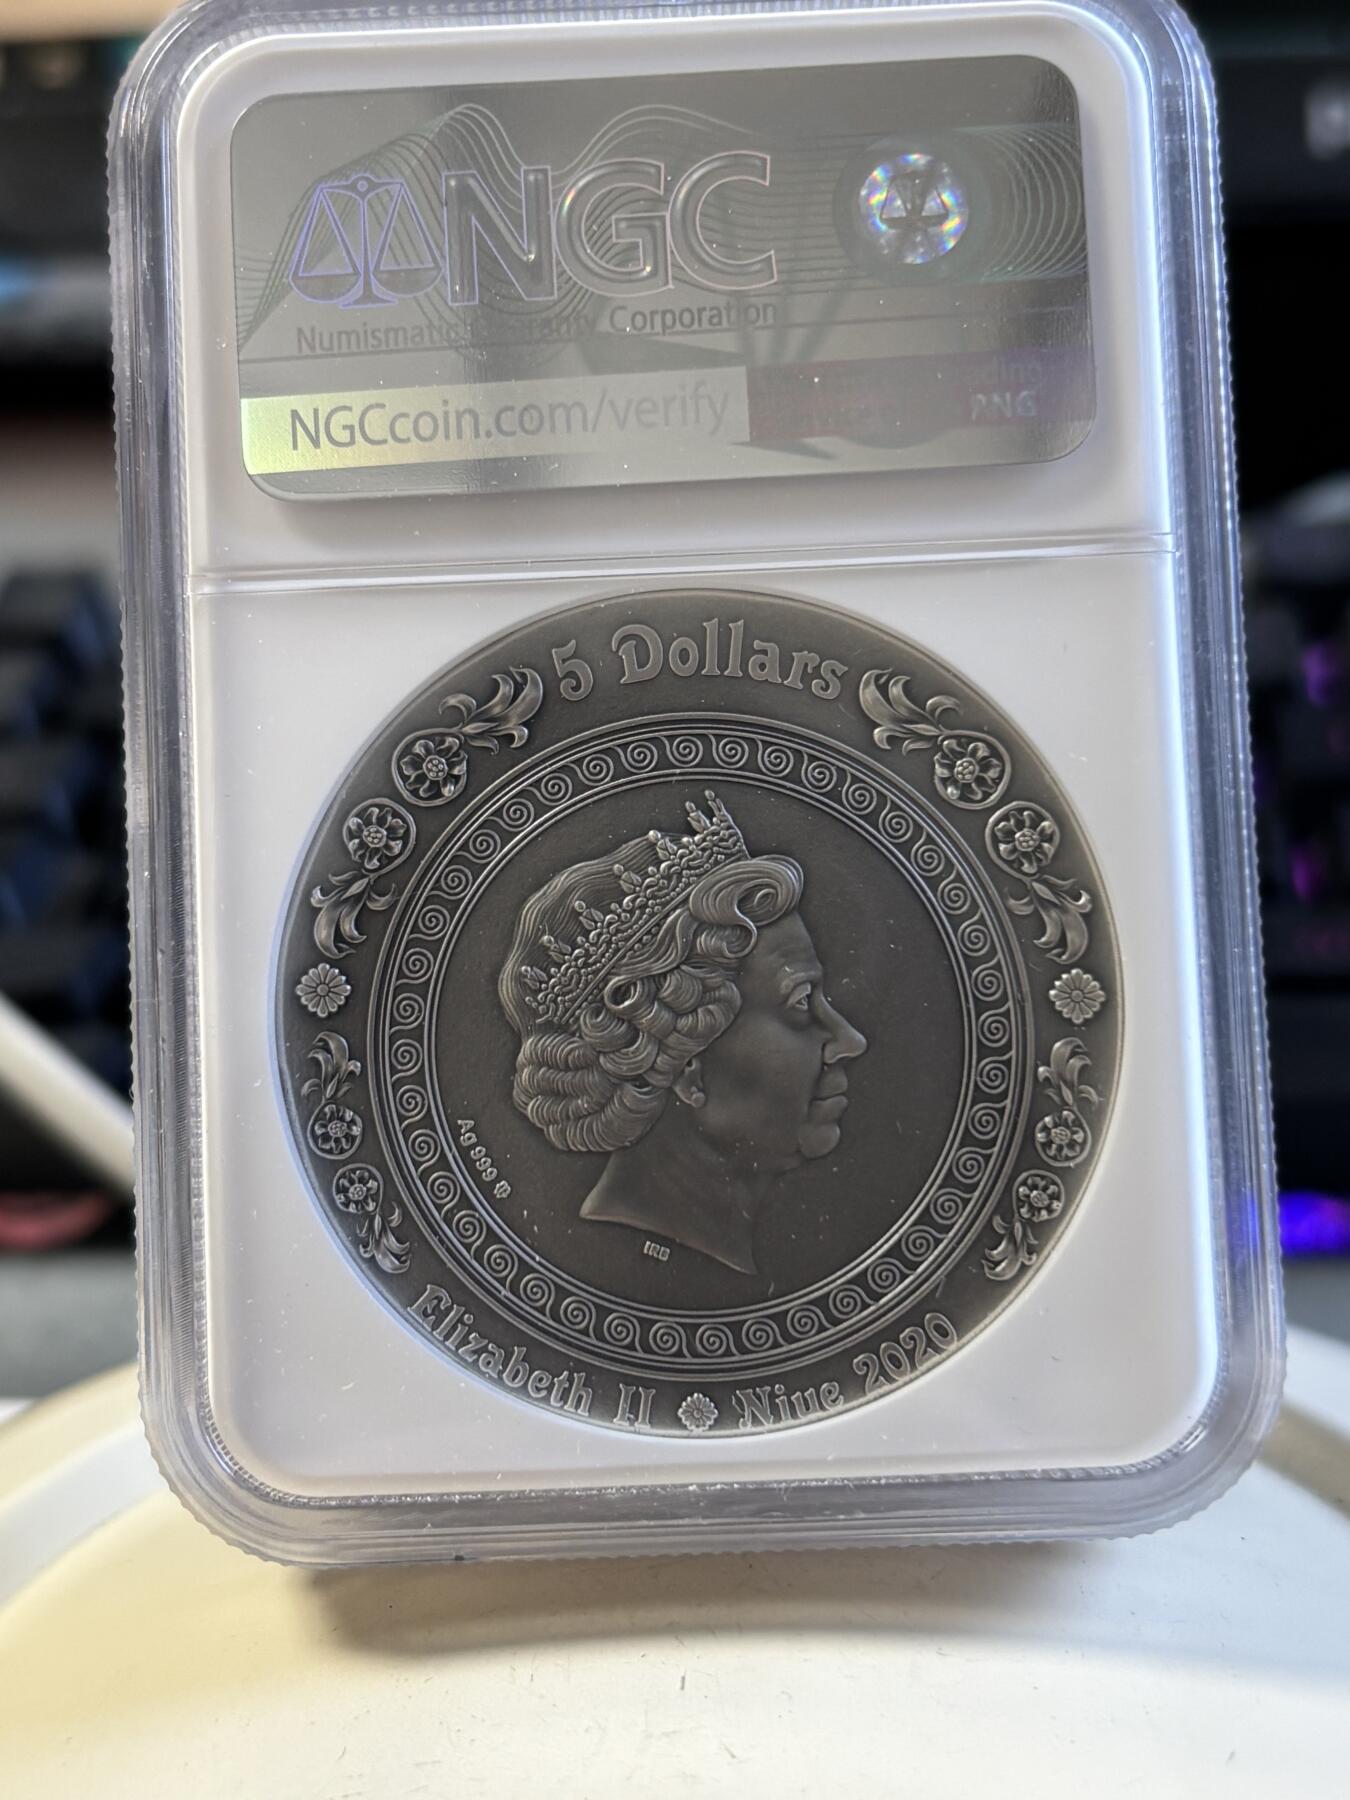 NGC
Numismatic Guaranty Corporation
NGCcoin.com/verify
5 Dollars
Ag 999
IRB
Elizabeth II Niue 2020